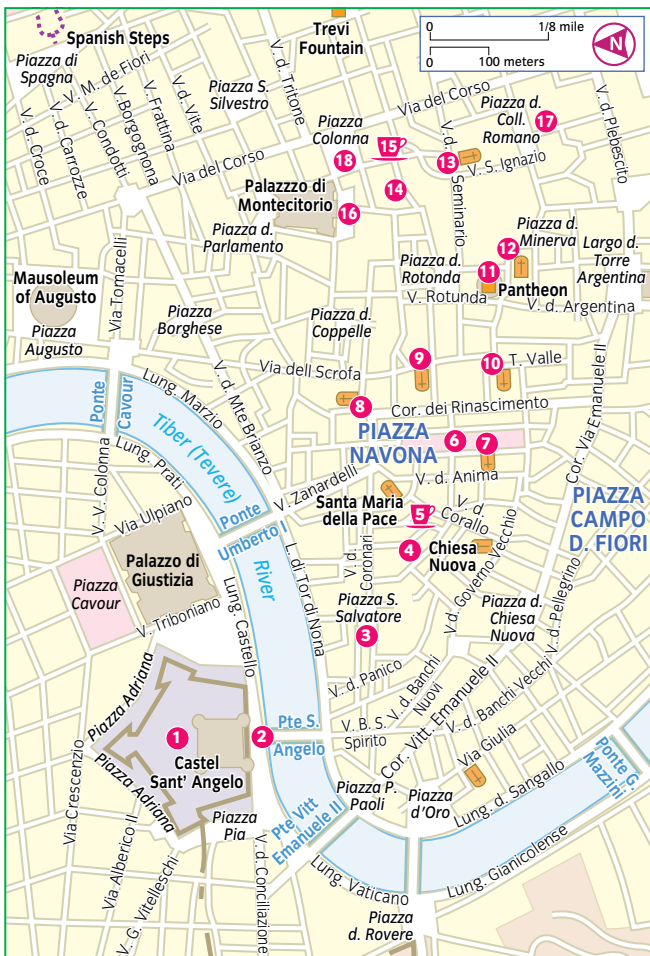 Trevi
Fountain
0
1/8 mile
0
100 meters
N
Spanish Steps
Piazza di
Spagna
V. M. de Fiori
V. d. Croce
V. d. Carrozze
V. Condotti
V. Borgognona
V. Frattina
V. d. Vite
Piazza S.
Silvestro
V. d. Tritone
Via del Corso
Piazza d.
Coll.
Romano
17
V. d. Plebescito
Piazza
Colonna
15
18
13
V. S. Ignazio
V. d.
Seminario
14
Via del Corso
Palazzzo di
Montecitorio
16
Piazza d.
Parlamento
12
Piazza d.
Minerva
Largo d.
Torre
Argentina
Piazza d.
Rotonda
11
Pantheon
V. Rotunda
V. d. Argentina
Mausoleum
of Augusto
Piazza
Augusto
Via Tomacelli
Piazza
Borghese
Piazza d.
Coppelle
Via dell Scrofa
9
10
T. Valle
8
Cor. dei Rinascimento
Cor. Via Emanuele II
PIAZZA
NAVONA
6
7
V. d. Anima
Lung. Marzio
V. d. Mte Brianzo
Ponte
Cavour
Tiber (Tevere)
Lung. Prati
V. V. Colonna
Via Ulpiano
V. Zanardelli
Ponte
Umberto I
Santa Maria
della Pace
5
V. d.
Corallo
PIAZZA
CAMPO
D. FIORI
4
Chiesa
Nuova
V. d.
Coronari
V. d. Governo Vecchio
Palazzo di
Giustizia
River
L. di Tor di Nona
Piazza
Cavour
V. Triboniano
Lung. Castello
Piazza S.
Salvatore
3
Piazza d.
Chiesa
Nuova
V. d. Pellegrino
V. d. Panico
V. d. Banchi
Nuovi
Cor. Vitt. Emanuele II
V. d. Banchi Vecchi
V. B. S.
Spirito
Via Giulia
Piazza Adriana
Piazza Adriana
1
Castel
Sant’ Angelo
2
Pte S.
Angelo
Ponte G.
Mazzini
Via Crescenzio
Via Alberico II
V. G. Vitelleschi
Piazza
Pia
V. d. Conciliazione
Pte Vitt
Emanuele II
Piazza P.
Paoli
Piazza
d’Oro
Lung. d. Sangallo
Lung. Gianicolense
Lung. Vaticano
Piazza
d. Rovere